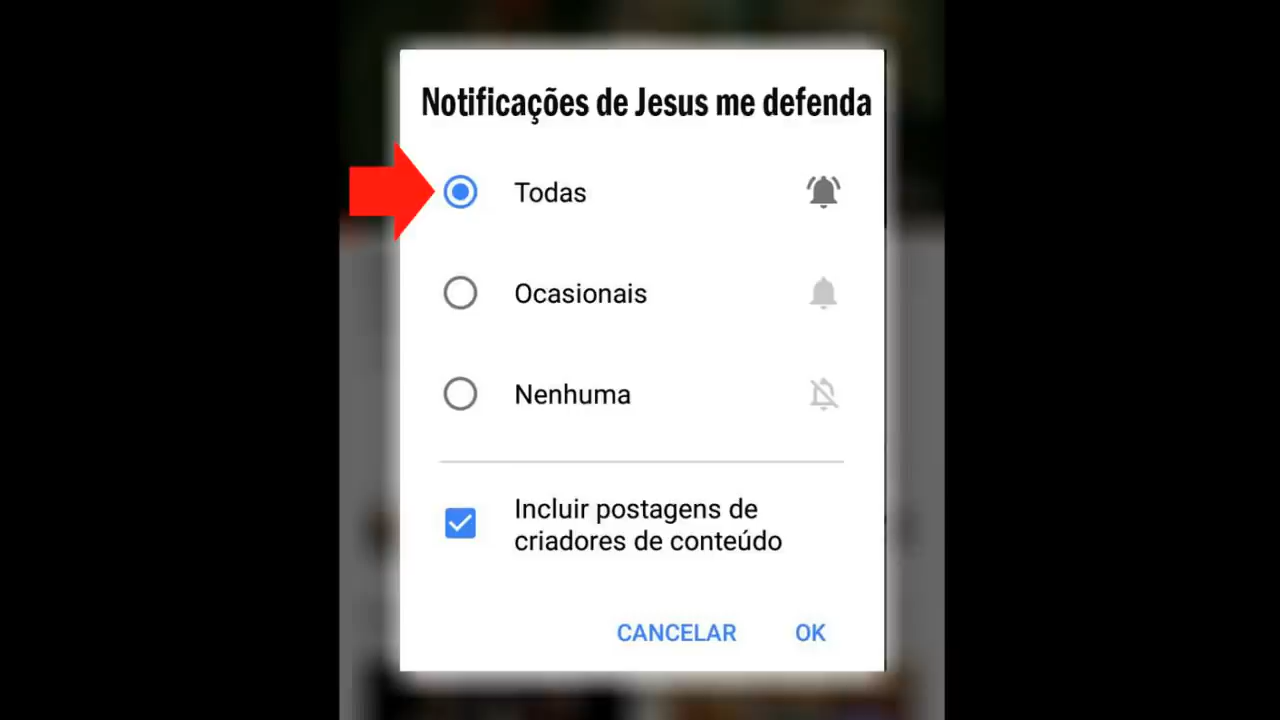 Notificações de Jesus me defenda
Todas
Ocasionais
Nenhuma
Incluir postagens de
criadores de conteúdo
CANCELAR OK